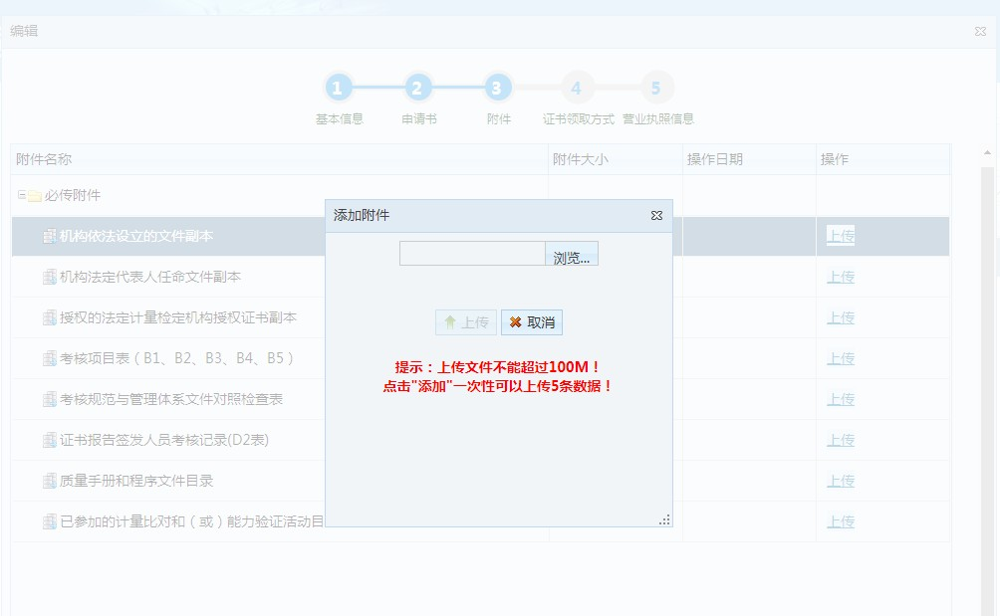 编辑
1 2 3 4 5
基本信息 申请书 附件 证书领取方式 营业执照信息
附件名称 附件大小 操作日期 操作
必传附件
机构依法设立的文件副本 上传
机构法定代表人任命文件副本 上传
授权的法定计量检定机构授权证书副本 上传
考核项目表（B1、B2、B3、B4、B5） 上传
考核规范与管理体系文件对照检查表 上传
证书报告签发人员考核记录(D2表) 上传
质量手册和程序文件目录 上传
已参加的计量比对和（或）能力验证活动目 上传
添加附件
浏览...
上传 取消
提示：上传文件不能超过100M！
点击"添加"一次性可以上传5条数据！